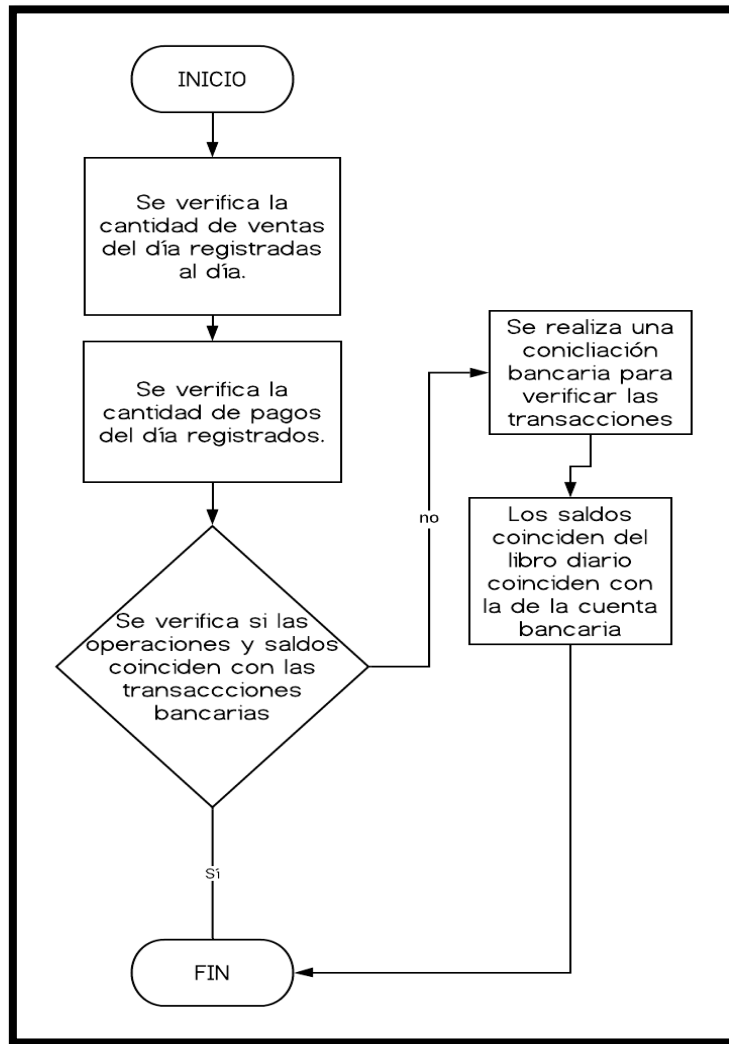 INICIO
Se verifica la
cantidad de ventas
del día registradas
al día.
Se verifica la
cantidad de pagos
del día registrados.
Se verifica si las
operaciones y saldos
coinciden con las
transaccciones
bancarias
no
Se realiza una
conicliación
bancaria para
verificar las
transacciones
Los saldos
coinciden del
libro diario
coinciden con
la de la cuenta
bancaria
Sí
FIN